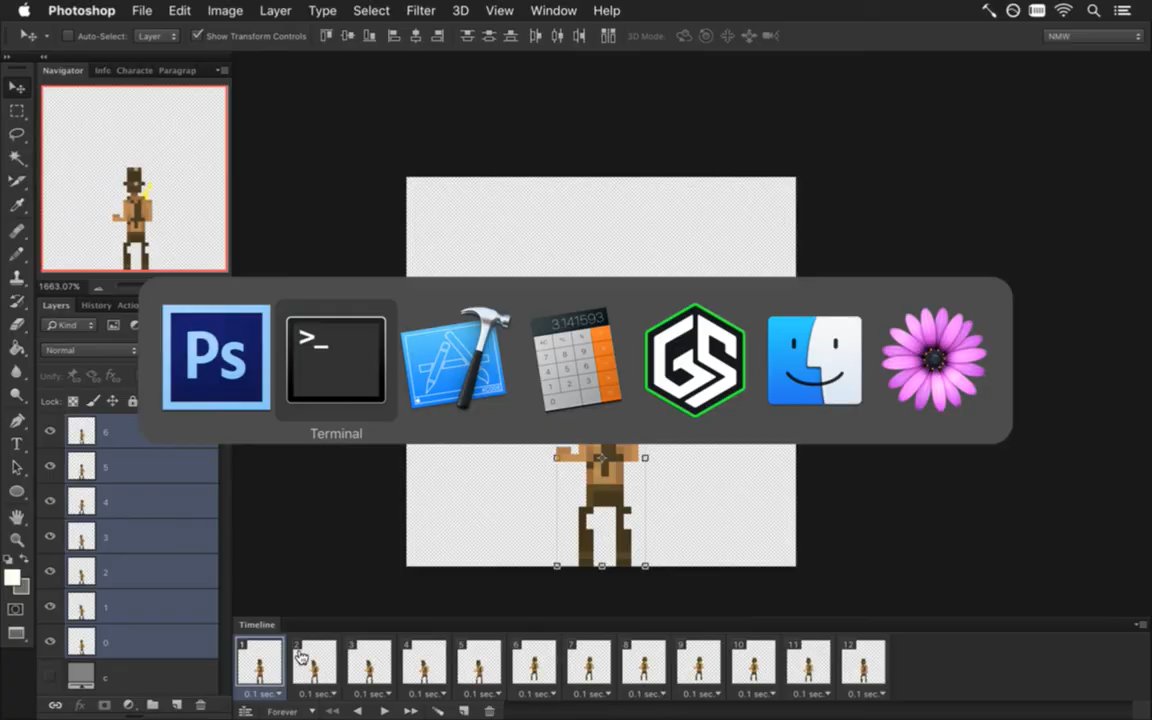 Photoshop File Edit Image Layer Type Select Filter 3D View Window Help
Auto-Select: Layer Show Transform Controls 3D Mode: NMW
Navigator Info Characte Paragrap
1663.07%
Layers History Actio
Kind
Normal
Unify:
Lock:
6
5
4
3
2
1
0
c
Ps
>_
3.141593
GS
Terminal
Timeline
1 2 3 4 5 6 7 8 9 10 11 12
0.1 sec. 0.1 sec. 0.1 sec. 0.1 sec. 0.1 sec. 0.1 sec. 0.1 sec. 0.1 sec. 0.1 sec. 0.1 sec. 0.1 sec. 0.1 sec.
Forever